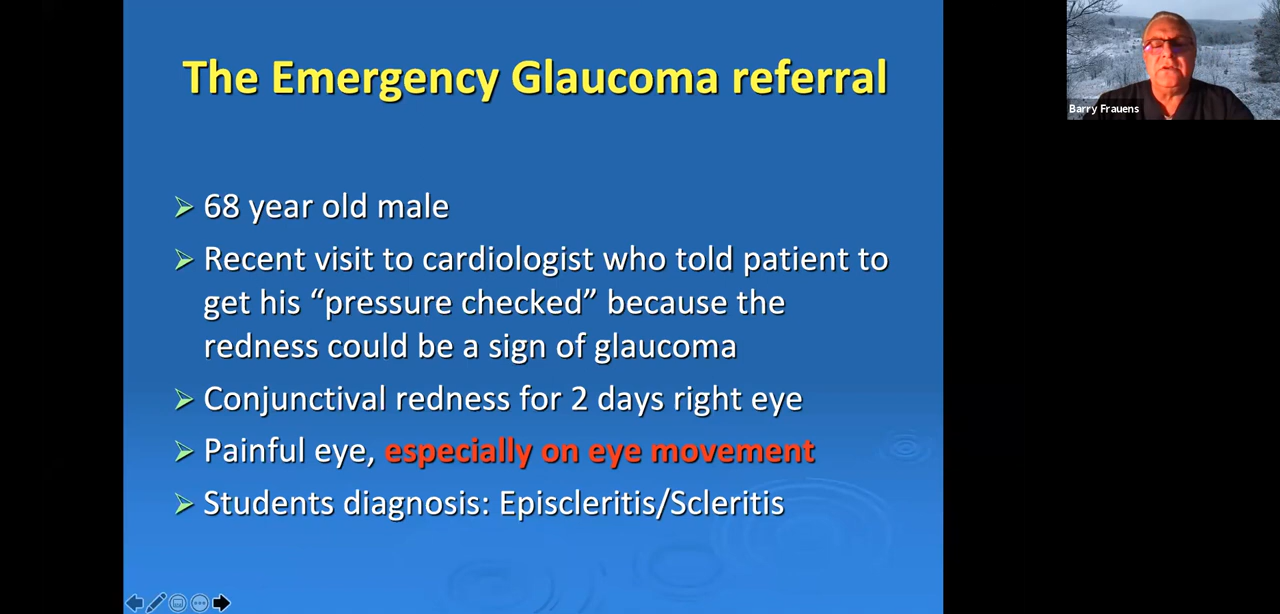 The Emergency Glaucoma referral
Barry Frauens
68 year old male
Recent visit to cardiologist who told patient to
get his “pressure checked” because the
redness could be a sign of glaucoma
Conjunctival redness for 2 days right eye
Painful eye, especially on eye movement
Students diagnosis: Episcleritis/Scleritis